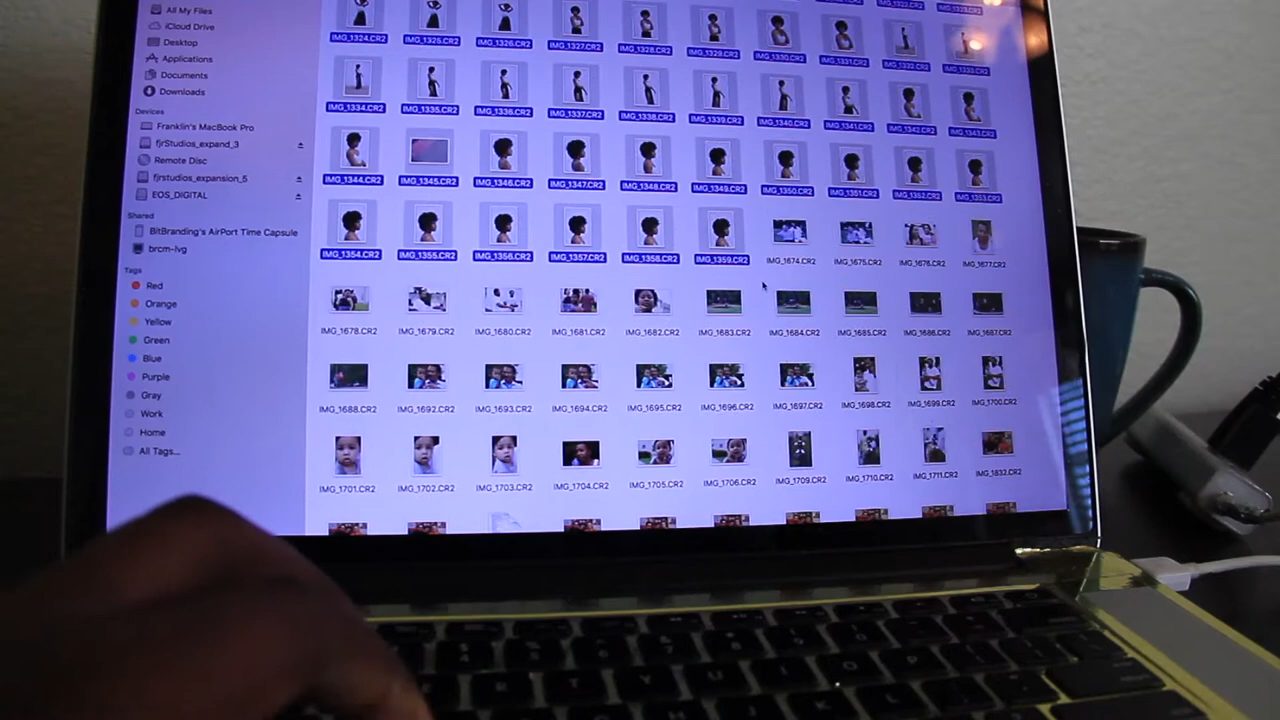 All My Files
iCloud Drive
Desktop
Applications
Documents
Downloads
Devices
Franklin's MacBook Pro
fjrStudios_expand_3
Remote Disc
fjrstudios_expansion_5
EOS_DIGITAL
Shared
BitBranding's AirPort Time Capsule
brcm-lvg
Tags
Red
Orange
Yellow
Green
Blue
Purple
Gray
Work
Home
All Tags...
IMG_1322.CR2 IMG_1323.CR2
IMG_1324.CR2 IMG_1325.CR2 IMG_1326.CR2 IMG_1327.CR2 IMG_1328.CR2 IMG_1329.CR2 IMG_1330.CR2 IMG_1331.CR2 IMG_1332.CR2 IMG_1333.CR2
IMG_1334.CR2 IMG_1335.CR2 IMG_1336.CR2 IMG_1337.CR2 IMG_1338.CR2 IMG_1339.CR2 IMG_1340.CR2 IMG_1341.CR2 IMG_1342.CR2 IMG_1343.CR2
IMG_1344.CR2 IMG_1345.CR2 IMG_1346.CR2 IMG_1347.CR2 IMG_1348.CR2 IMG_1349.CR2 IMG_1350.CR2 IMG_1351.CR2 IMG_1352.CR2 IMG_1353.CR2
IMG_1354.CR2 IMG_1355.CR2 IMG_1356.CR2 IMG_1357.CR2 IMG_1358.CR2 IMG_1359.CR2 IMG_1674.CR2 IMG_1675.CR2 IMG_1676.CR2 IMG_1677.CR2
IMG_1678.CR2 IMG_1679.CR2 IMG_1680.CR2 IMG_1681.CR2 IMG_1682.CR2 IMG_1683.CR2 IMG_1684.CR2 IMG_1685.CR2 IMG_1686.CR2 IMG_1687.CR2
IMG_1688.CR2 IMG_1692.CR2 IMG_1693.CR2 IMG_1694.CR2 IMG_1695.CR2 IMG_1696.CR2 IMG_1697.CR2 IMG_1698.CR2 IMG_1699.CR2 IMG_1700.CR2
IMG_1701.CR2 IMG_1702.CR2 IMG_1703.CR2 IMG_1704.CR2 IMG_1705.CR2 IMG_1706.CR2 IMG_1709.CR2 IMG_1710.CR2 IMG_1711.CR2 IMG_1832.CR2
E R T Y U I O P
K L